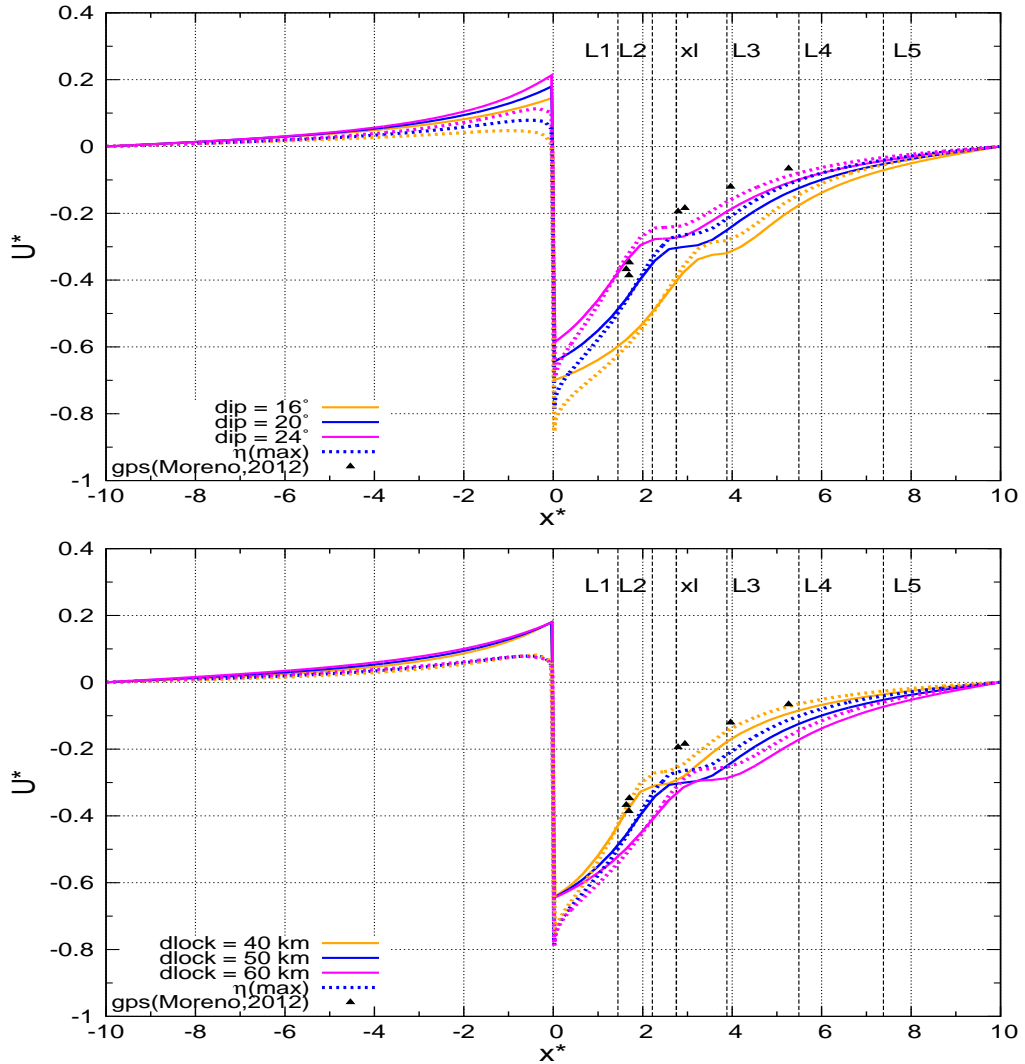 0.4
L1 L2 xl L3 L4 L5
0.2
0
-0.2
U*
-0.4
-0.6
-0.8
dip = 16°
dip = 20°
dip = 24°
η(max)
gps(Moreno,2012)
-1
-10 -8 -6 -4 -2 0 2 4 6 8 10
x*
0.4
L1 L2 xl L3 L4 L5
0.2
0
-0.2
U*
-0.4
-0.6
-0.8
dlock = 40 km
dlock = 50 km
dlock = 60 km
η(max)
gps(Moreno,2012)
-1
-10 -8 -6 -4 -2 0 2 4 6 8 10
x*